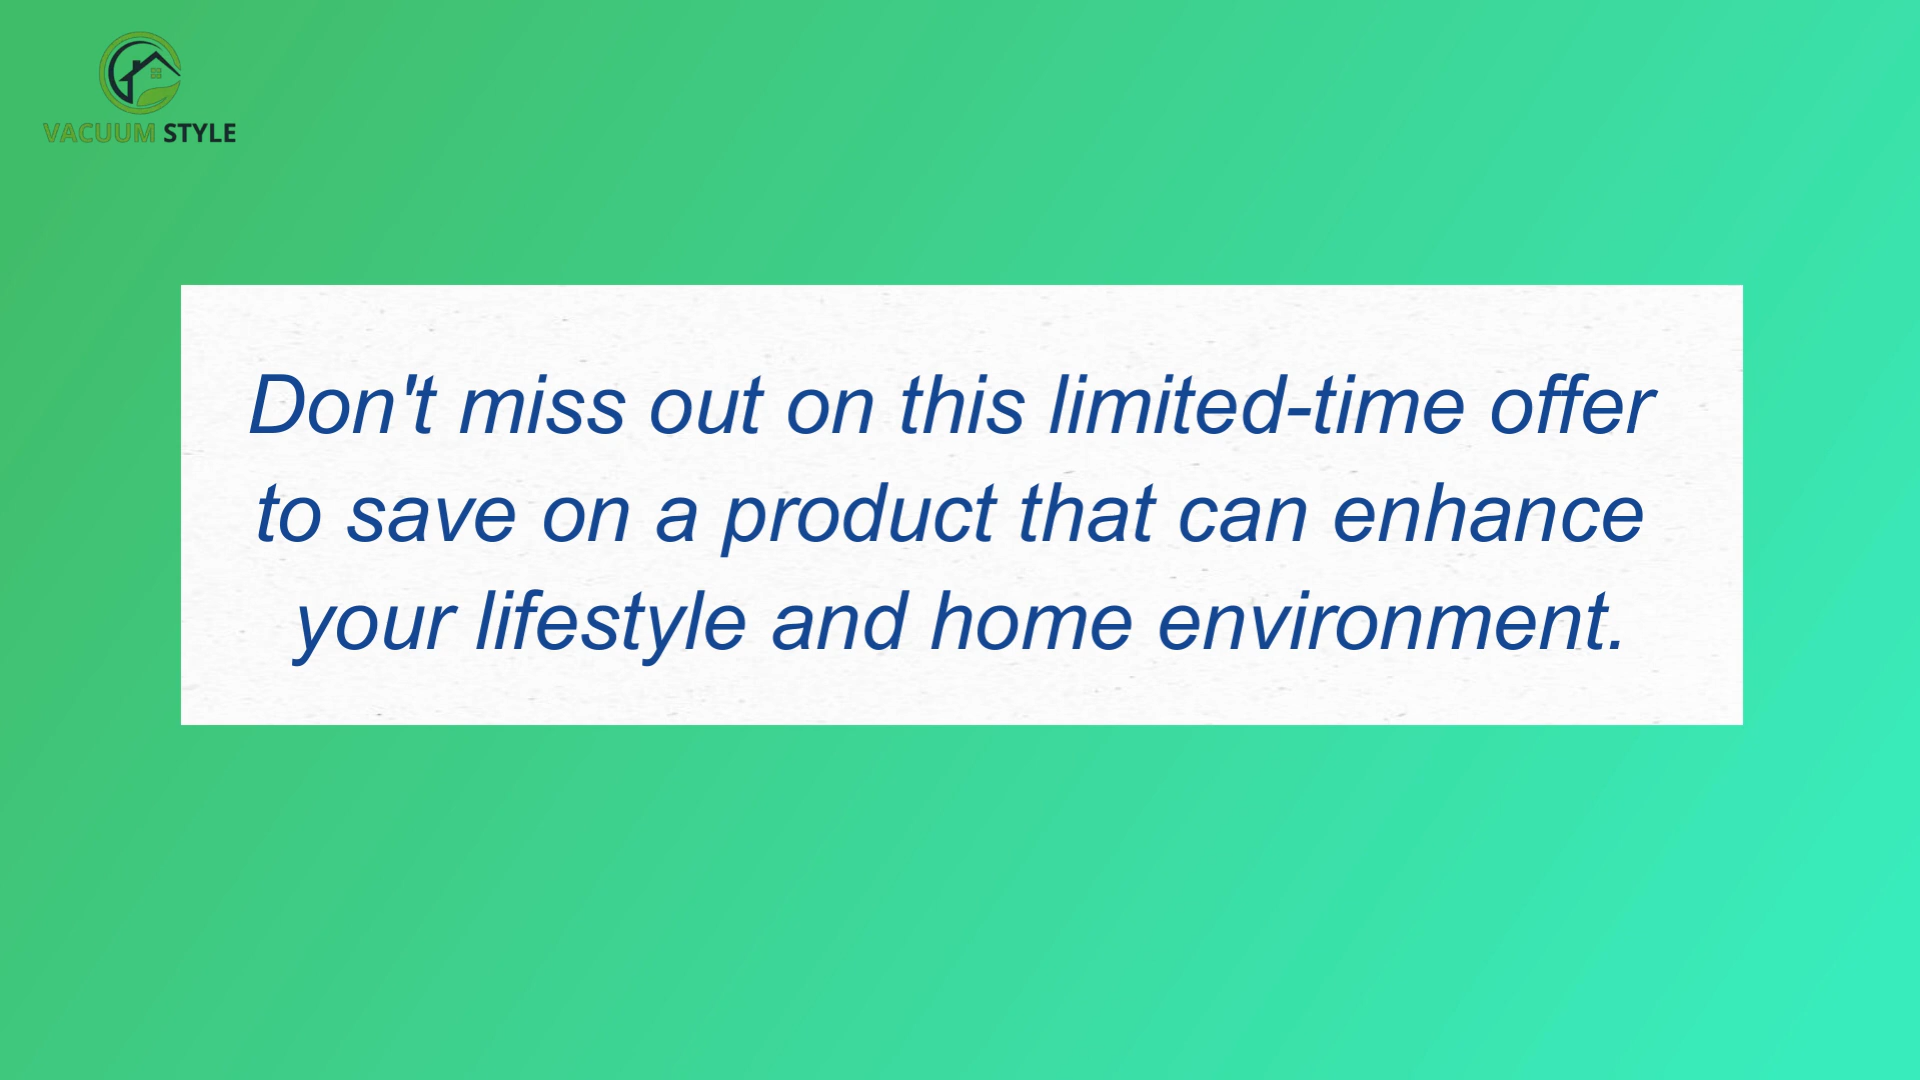 VACUUM STYLE
Don't miss out on this limited-time offer
to save on a product that can enhance
your lifestyle and home environment.